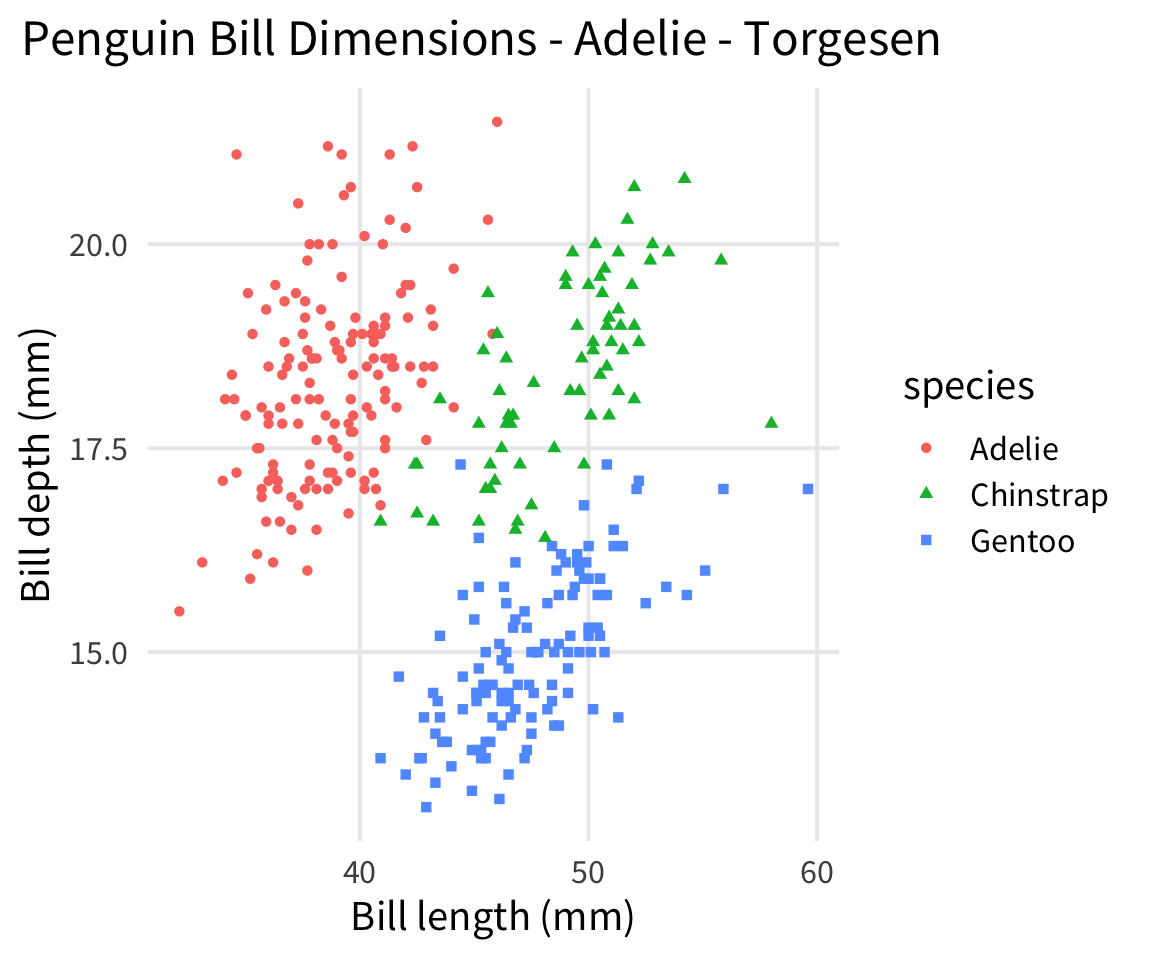 Penguin Bill Dimensions - Adelie - Torgesen
Bill depth (mm)
20.0
17.5
15.0
40 50 60
Bill length (mm)
species
Adelie
Chinstrap
Gentoo